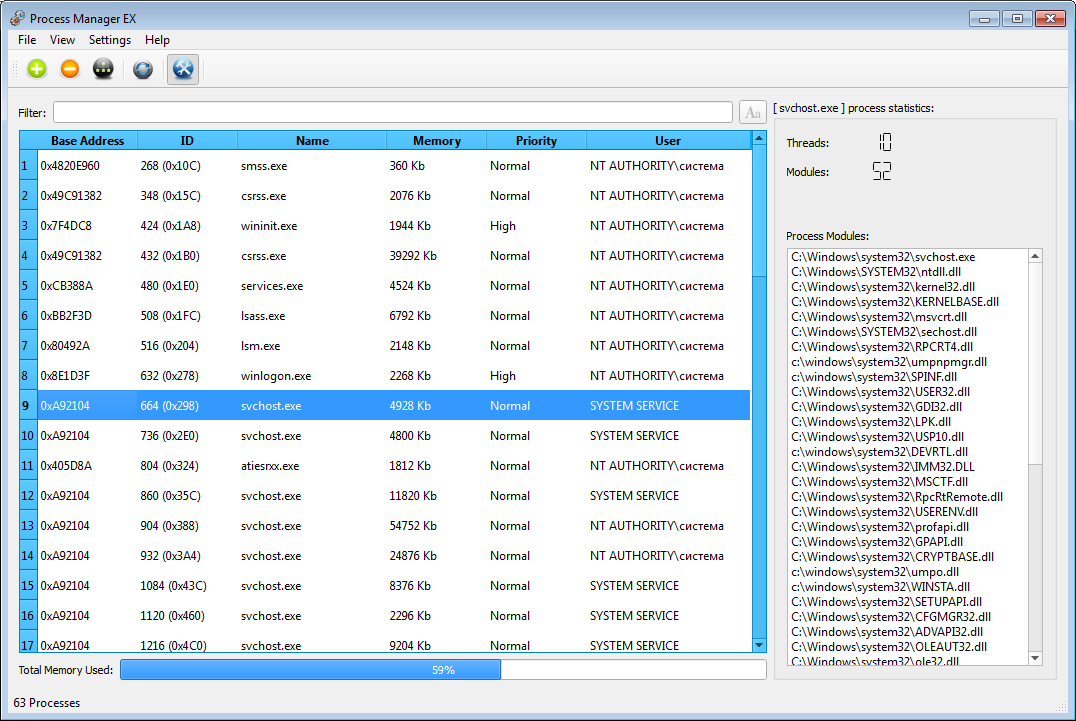 Process Manager EX
File View Settings Help
Filter: Aa
Base Address ID Name Memory Priority User
1 0x4820E960 268 (0x10C) smss.exe 360 Kb Normal NT AUTHORITY\система
2 0x49C91382 348 (0x15C) csrss.exe 2076 Kb Normal NT AUTHORITY\система
3 0x7F4DC8 424 (0x1A8) wininit.exe 1944 Kb High NT AUTHORITY\система
4 0x49C91382 432 (0x1B0) csrss.exe 39292 Kb Normal NT AUTHORITY\система
5 0xCB388A 480 (0x1E0) services.exe 4524 Kb Normal NT AUTHORITY\система
6 0xBB2F3D 508 (0x1FC) lsass.exe 6792 Kb Normal NT AUTHORITY\система
7 0x80492A 516 (0x204) lsm.exe 2148 Kb Normal NT AUTHORITY\система
8 0x8E1D3F 632 (0x278) winlogon.exe 2268 Kb High NT AUTHORITY\система
9 0xA92104 664 (0x298) svchost.exe 4928 Kb Normal SYSTEM SERVICE
10 0xA92104 736 (0x2E0) svchost.exe 4800 Kb Normal SYSTEM SERVICE
11 0x405D8A 804 (0x324) atiesrxx.exe 1812 Kb Normal NT AUTHORITY\система
12 0xA92104 860 (0x35C) svchost.exe 11820 Kb Normal SYSTEM SERVICE
13 0xA92104 904 (0x388) svchost.exe 54752 Kb Normal NT AUTHORITY\система
14 0xA92104 932 (0x3A4) svchost.exe 24876 Kb Normal NT AUTHORITY\система
15 0xA92104 1084 (0x43C) svchost.exe 8376 Kb Normal SYSTEM SERVICE
16 0xA92104 1120 (0x460) svchost.exe 2296 Kb Normal SYSTEM SERVICE
17 0xA92104 1216 (0x4C0) svchost.exe 9204 Kb Normal SYSTEM SERVICE
Total Memory Used: 59%
63 Processes
[ svchost.exe ] process statistics:
Threads: 10
Modules: 52
Process Modules:
C:\Windows\system32\svchost.exe
C:\Windows\SYSTEM32\ntdll.dll
C:\Windows\system32\kernel32.dll
C:\Windows\system32\KERNELBASE.dll
C:\Windows\system32\msvcrt.dll
C:\Windows\SYSTEM32\sechost.dll
C:\Windows\system32\RPCRT4.dll
c:\windows\system32\umpnpmgr.dll
c:\windows\system32\SPINF.dll
C:\Windows\system32\USER32.dll
C:\Windows\system32\GDI32.dll
C:\Windows\system32\LPK.dll
C:\Windows\system32\USP10.dll
c:\windows\system32\DEVRTL.dll
C:\Windows\system32\IMM32.DLL
C:\Windows\system32\MSCTF.dll
C:\Windows\system32\RpcRtRemote.dll
C:\Windows\system32\USERENV.dll
C:\Windows\system32\profapi.dll
C:\Windows\system32\GPAPI.dll
C:\Windows\system32\CRYPTBASE.dll
c:\windows\system32\umpo.dll
c:\windows\system32\WINSTA.dll
C:\Windows\system32\SETUPAPI.dll
C:\Windows\system32\CFGMGR32.dll
C:\Windows\system32\ADVAPI32.dll
C:\Windows\system32\OLEAUT32.dll
C:\Windows\system32\ole32.dll